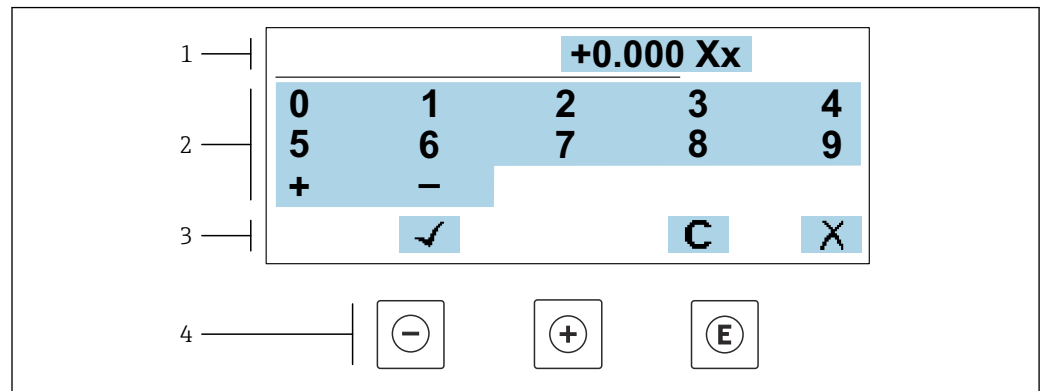 1 +0.000 Xx
0 1 2 3 4
2 5 6 7 8 9
+ −
3 ✓ C X
4 − + E